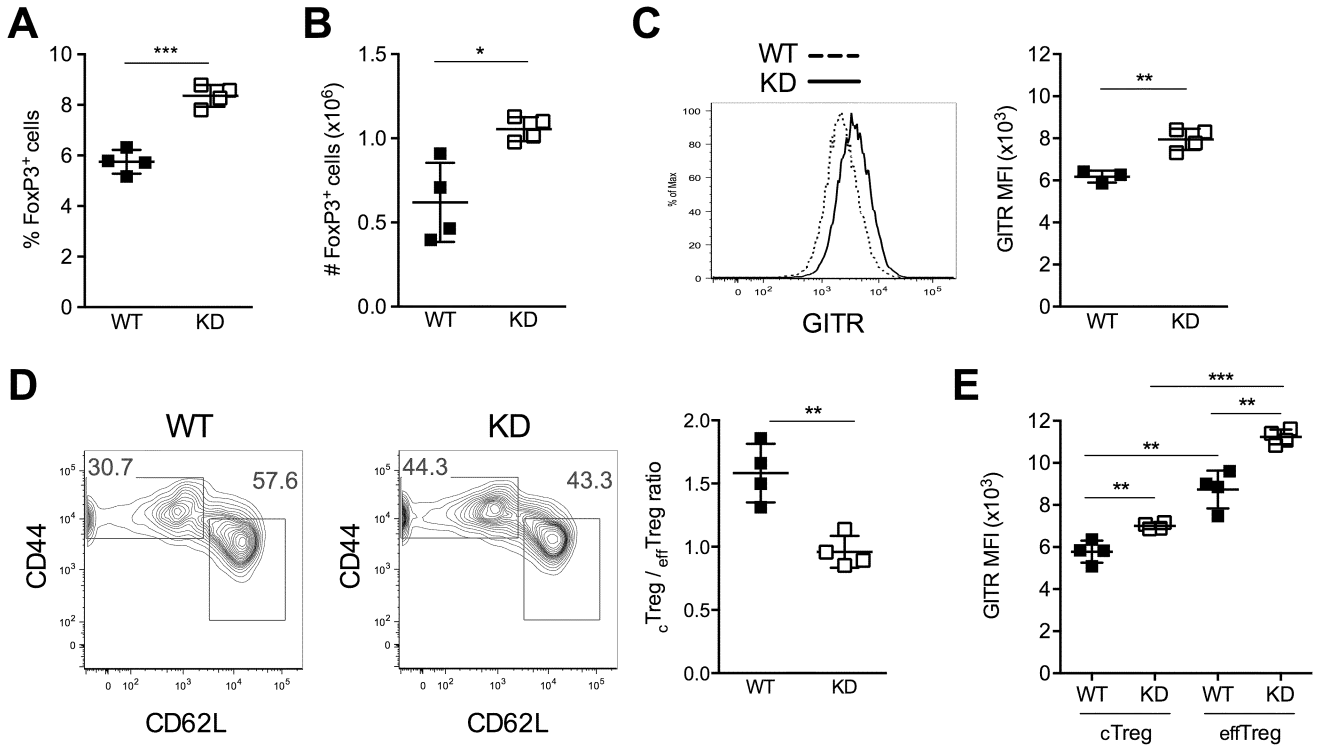 A
10
8
6
4
2
0
% FoxP3+ cells
***
WT
KD
B
1.5
1.0
0.5
0.0
# FoxP3+ cells (x10⁶)
*
WT
KD
C
WT
KD
100
80
60
40
20
0
% of Max
0 10² 10³ 10⁴ 10⁵
GITR
12
10
8
6
4
2
0
GITR MFI (x10³)
**
WT
KD
D
WT
30.7
57.6
10⁵
10⁴
10³
10²
0
CD44
0 10² 10³ 10⁴ 10⁵
CD62L
KD
44.3
43.3
10⁵
10⁴
10³
10²
0
CD44
0 10² 10³ 10⁴ 10⁵
CD62L
2.0
1.5
1.0
0.5
0.0
cTreg / effTreg ratio
**
WT
KD
E
12
10
8
6
4
2
0
GITR MFI (x10³)
***
**
**
**
WT KD WT KD
cTreg effTreg